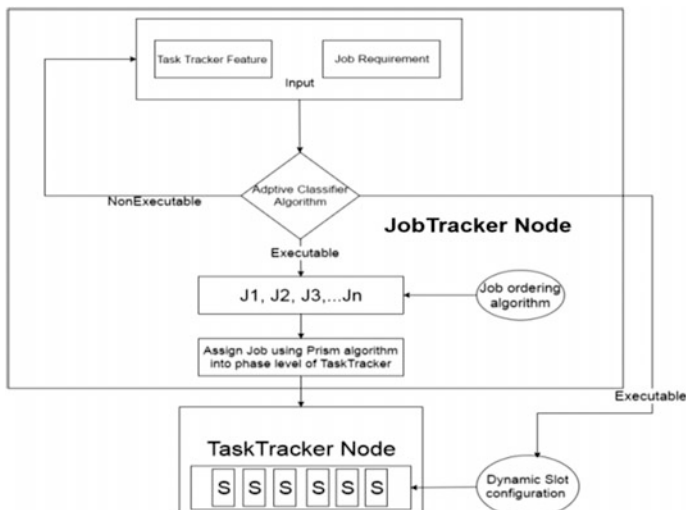 Task Tracker Feature
Job Requirement
Input
Adptive Classifier
Algorithm
NonExecutable
JobTracker Node
Executable
J1, J2, J3,...Jn
Job ordering
algorithm
Assign Job using Prism algorithm
into phase level of TaskTracker
Executable
TaskTracker Node
S S S S S S
Dynamic Slot
configuration